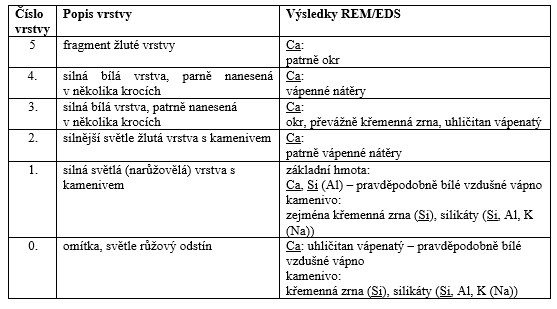 Číslo vrstvy Popis vrstvy Výsledky REM/EDS
5 fragment žluté vrstvy Ca:
patrně okr
4. silná bílá vrstva, parně nanesená Ca:
v několika krocích vápenné nátěry
3. silná bílá vrstva, patrně nanesená Ca:
v několika krocích okr, převážně křemenná zrna, uhličitan vápenatý
2. silnější světle žlutá vrstva s kamenivem Ca:
patrně vápenné nátěry
1. silná světlá (narůžovělá) vrstva s základní hmota:
kamenivem Ca, Si (Al) – pravděpodobně bílé vzdušné vápno
kamenivo:
zejména křemenná zrna (Si), silikáty (Si, Al, K
(Na))
0. omítka, světle růžový odstín Ca: uhličitan vápenatý – pravděpodobně bílé
vzdušné vápno
kamenivo:
křemenná zrna (Si), silikáty (Si, Al, K (Na))